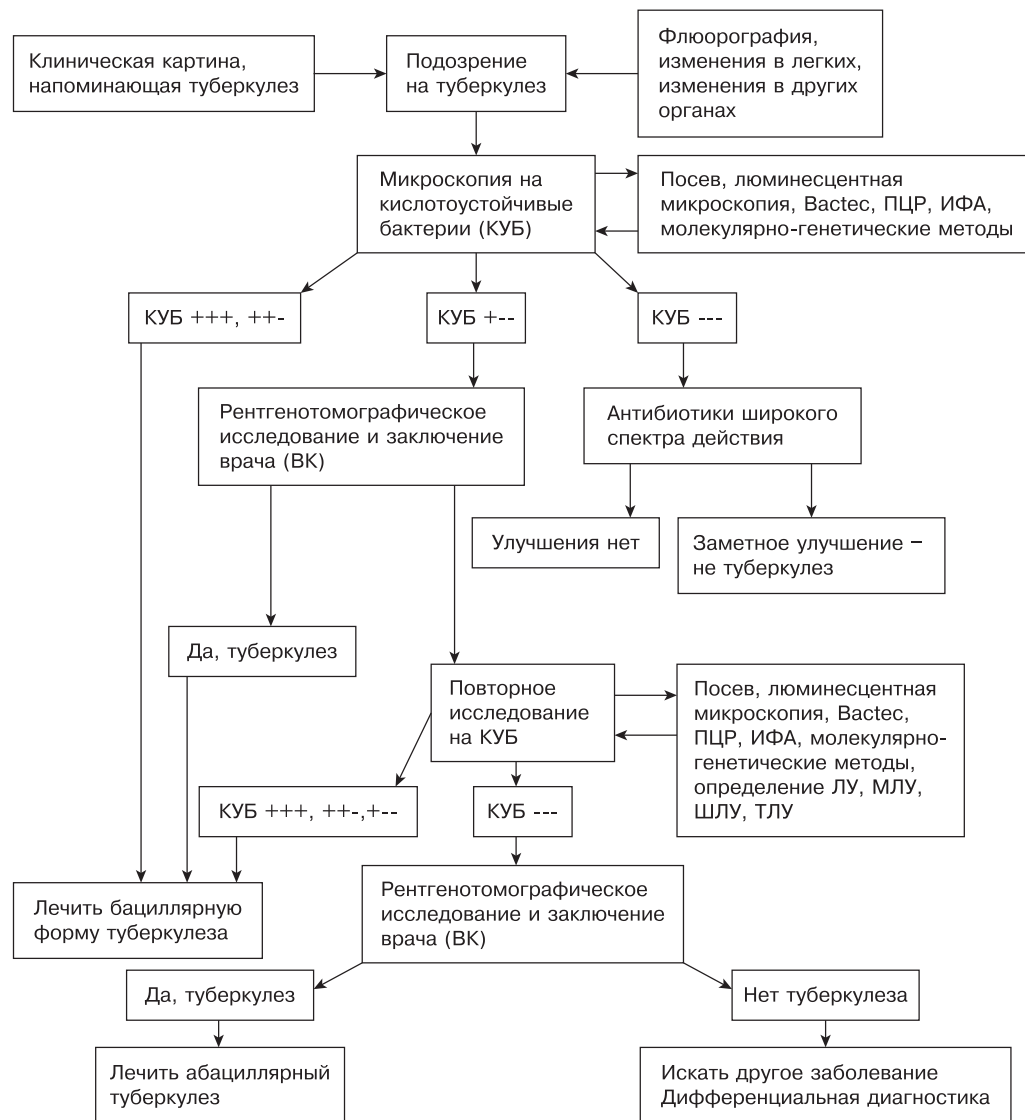 Клиническая картина,
напоминающая туберкулез
Подозрение
на туберкулез
Флюорография,
изменения в легких,
изменения в других
органах
Микроскопия на
кислотоустойчивые
бактерии (КУБ)
Посев, люминесцентная
микроскопия, Bactec, ПЦР, ИФА,
молекулярно-генетические методы
КУБ +++, ++-
КУБ +--
КУБ ---
Рентгенотомографическое
исследование и заключение
врача (ВК)
Антибиотики широкого
спектра действия
Улучшения нет
Заметное улучшение –
не туберкулез
Да, туберкулез
Повторное
исследование
на КУБ
Посев, люминесцентная
микроскопия, Bactec,
ПЦР, ИФА, молекулярно-
генетические методы,
определение ЛУ, МЛУ,
ШЛУ, ТЛУ
КУБ +++, ++-,+--
КУБ ---
Лечить бациллярную
форму туберкулеза
Рентгенотомографическое
исследование и заключение
врача (ВК)
Да, туберкулез
Нет туберкулеза
Лечить абациллярный
туберкулез
Искать другое заболевание
Дифференциальная диагностика